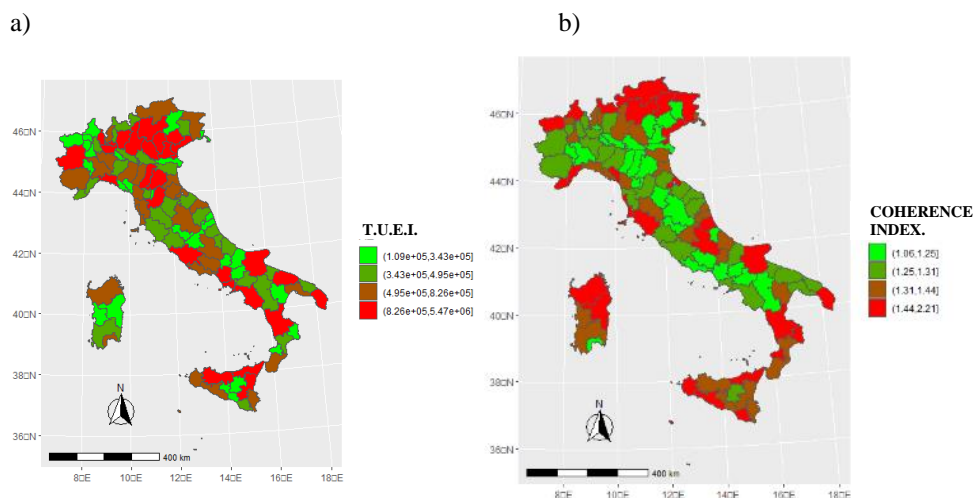 a)
46□N
44□N
42□N
40□N
38□N
36□N
8□E 10□E 12□E 14□E 16□E 18□E
N
400 km
T.U.E.I.
(1.09e+05,3.43e+05]
(3.43e+05,4.95e+05]
(4.95e+05,8.26e+05]
(8.26e+05,5.47e+06]
b)
46□N
44□N
42□N
40□N
38□N
36□N
8□E 10□E 12□E 14□E 16□E 18□E
N
400 km
COHERENCE
INDEX.
(1.06,1.25]
(1.25,1.31]
(1.31,1.44]
(1.44,2.21]